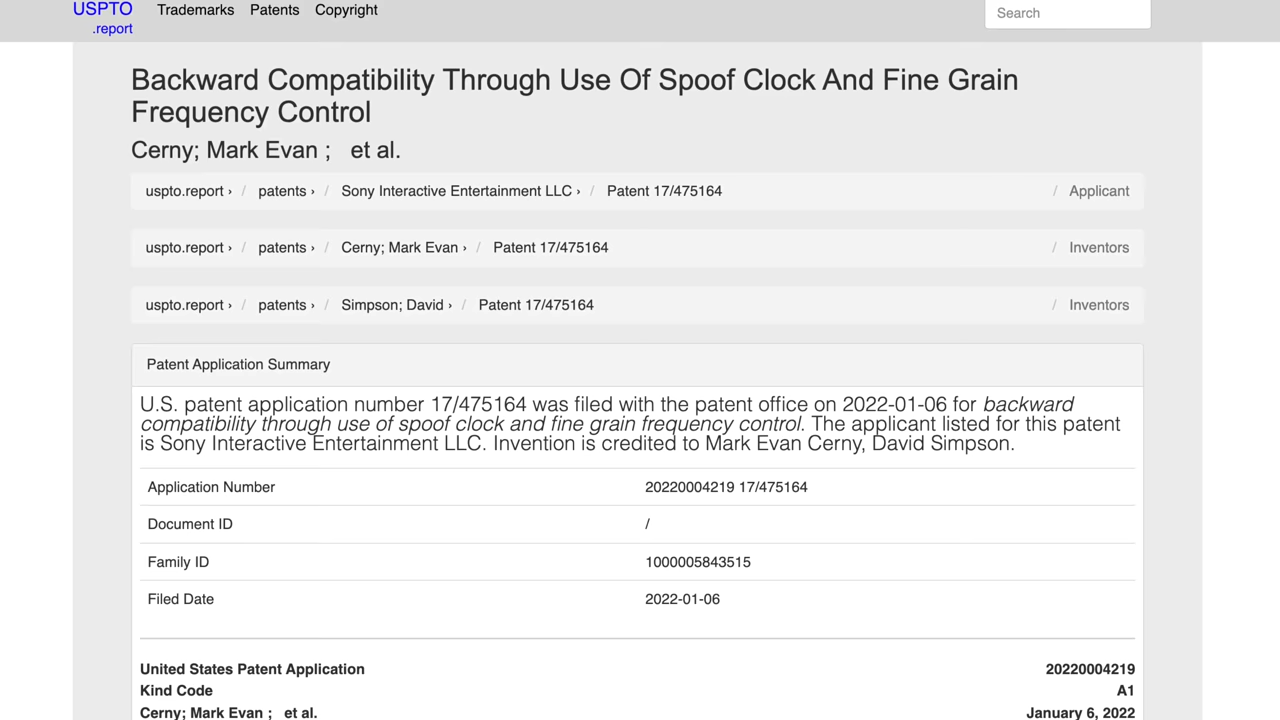 USPTO
.report
Trademarks Patents Copyright
Search
Backward Compatibility Through Use Of Spoof Clock And Fine Grain
Frequency Control
Cerny; Mark Evan ; et al.
uspto.report › / patents › / Sony Interactive Entertainment LLC › / Patent 17/475164 / Applicant
uspto.report › / patents › / Cerny; Mark Evan › / Patent 17/475164 / Inventors
uspto.report › / patents › / Simpson; David › / Patent 17/475164 / Inventors
Patent Application Summary
U.S. patent application number 17/475164 was filed with the patent office on 2022-01-06 for backward
compatibility through use of spoof clock and fine grain frequency control. The applicant listed for this patent
is Sony Interactive Entertainment LLC. Invention is credited to Mark Evan Cerny, David Simpson.
Application Number 20220004219 17/475164
Document ID /
Family ID 1000005843515
Filed Date 2022-01-06
United States Patent Application 20220004219
Kind Code A1
Cerny; Mark Evan ; et al. January 6, 2022